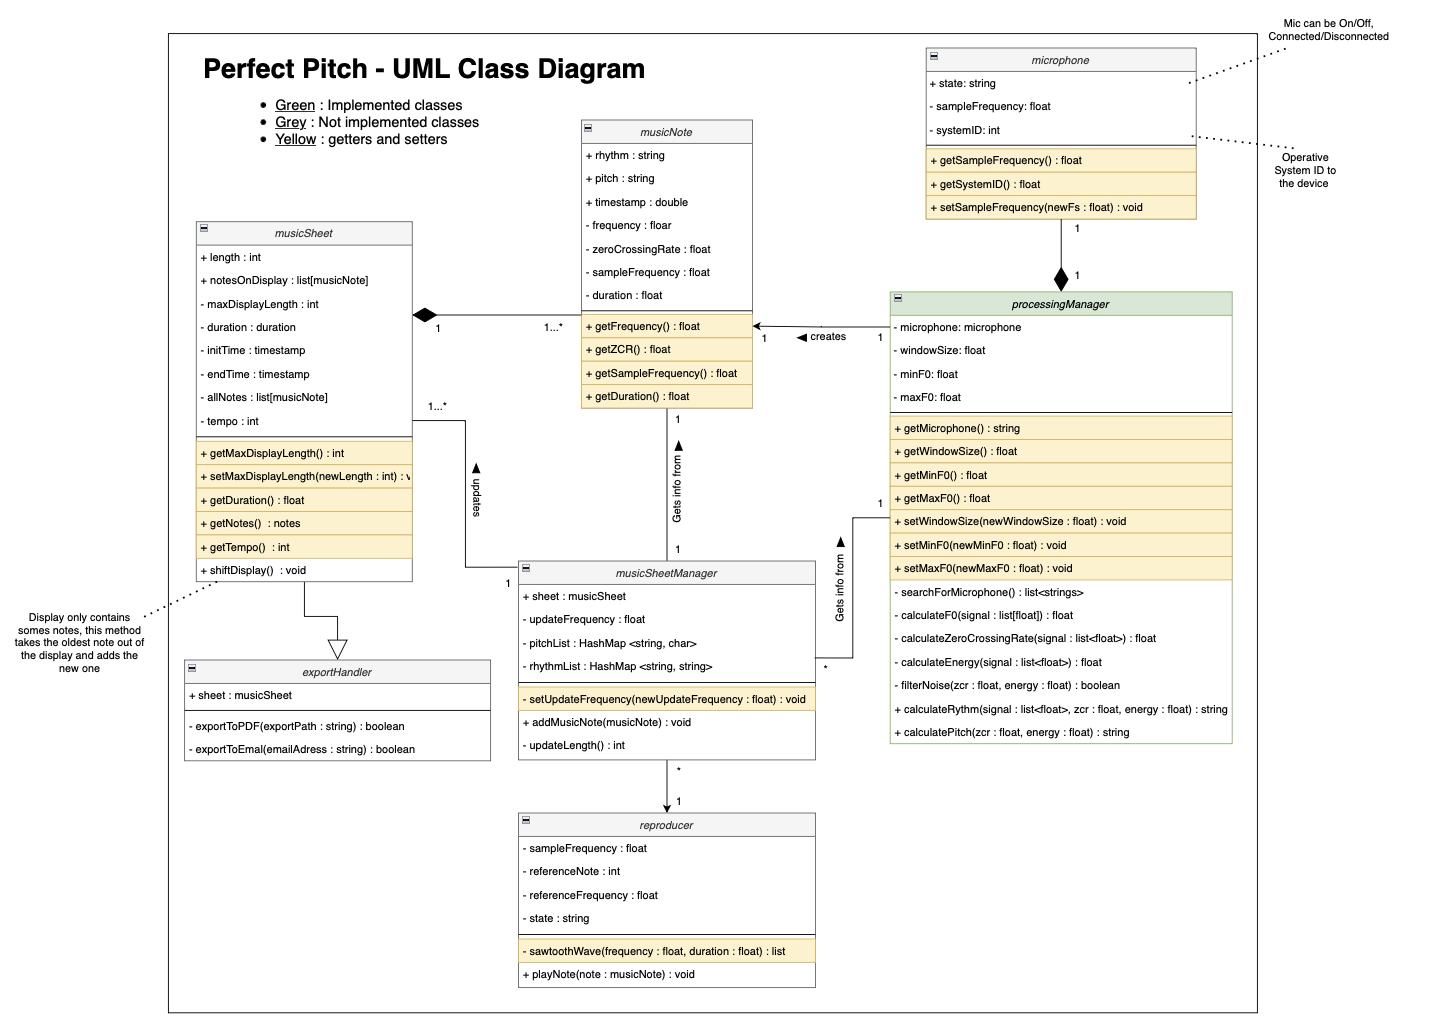 Perfect Pitch - UML Class Diagram
Green : Implemented classes
Grey : Not implemented classes
Yellow : getters and setters
Mic can be On/Off,
Connected/Disconnected
microphone
+ state: string
- sampleFrequency: float
- systemID: int
+ getSampleFrequency() : float
+ getSystemID() : float
+ setSampleFrequency(newFs : float) : void
Operative
System ID to
the device
1
1
musicNote
+ rhythm : string
+ pitch : string
+ timestamp : double
- frequency : floar
- zeroCrossingRate : float
- sampleFrequency : float
- duration : float
+ getFrequency() : float
+ getZCR() : float
+ getSampleFrequency() : float
+ getDuration() : float
musicSheet
+ length : int
+ notesOnDisplay : list[musicNote]
- maxDisplayLength : int
- duration : duration
- initTime : timestamp
- endTime : timestamp
- allNotes : list[musicNote]
- tempo : int
+ getMaxDisplayLength() : int
+ setMaxDisplayLength(newLength : int) : v
+ getDuration() : float
+ getNotes() : notes
+ getTempo() : int
+ shiftDisplay() : void
1
1...*
1
◀ creates
1
processingManager
- microphone: microphone
- windowSize: float
- minF0: float
- maxF0: float
+ getMicrophone() : string
+ getWindowSize() : float
+ getMinF0() : float
+ getMaxF0() : float
+ setWindowSize(newWindowSize : float) : void
+ setMinF0(newMinF0 : float) : void
+ setMaxF0(newMaxF0 : float) : void
- searchForMicrophone() : list<strings>
- calculateF0(signal : list[float]) : float
- calculateZeroCrossingRate(signal : list<float>) : float
- calculateEnergy(signal : list<float>) : float
- filterNoise(zcr : float, energy : float) : boolean
+ calculateRythm(signal : list<float>, zcr : float, energy : float) : string
+ calculatePitch(zcr : float, energy : float) : string
1...*
updates ▶
1
1
Gets info from ▶
1
1
Gets info from ▶
*
Display only contains
somes notes, this method
takes the oldest note out of
the display and adds the
new one
exportHandler
+ sheet : musicSheet
- exportToPDF(exportPath : string) : boolean
- exportToEmal(emailAdress : string) : boolean
musicSheetManager
+ sheet : musicSheet
- updateFrequency : float
- pitchList : HashMap <string, char>
- rhythmList : HashMap <string, string>
- setUpdateFrequency(newUpdateFrequency : float) : void
+ addMusicNote(musicNote) : void
- updateLength() : int
*
1
reproducer
- sampleFrequency : float
- referenceNote : int
- referenceFrequency : float
- state : string
- sawtoothWave(frequency : float, duration : float) : list
+ playNote(note : musicNote) : void